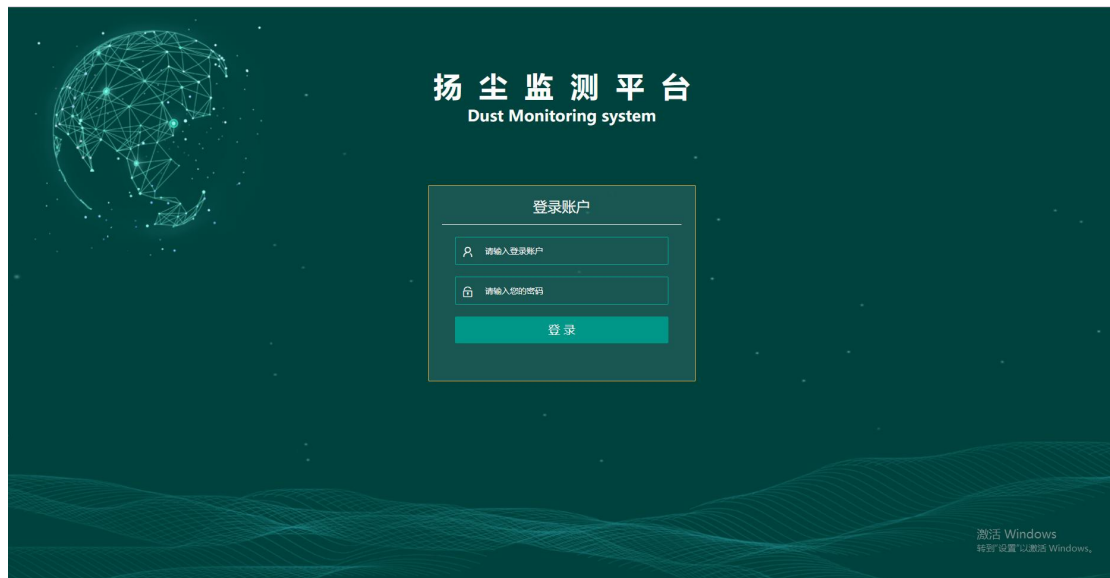 扬尘监测平台
Dust Monitoring system
登录账户
请输入登录账户
请输入您的密码
登 录
激活 Windows
转到"设置"以激活 Windows。